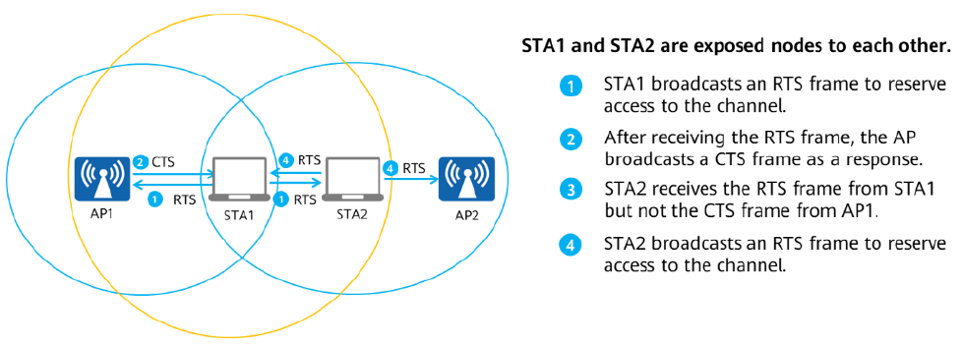 STA1 and STA2 are exposed nodes to each other.
1 STA1 broadcasts an RTS frame to reserve
access to the channel.
2 After receiving the RTS frame, the AP
broadcasts a CTS frame as a response.
3 STA2 receives the RTS frame from STA1
but not the CTS frame from AP1.
4 STA2 broadcasts an RTS frame to reserve
access to the channel.
2 CTS
4 RTS
4 RTS
1 RTS
1 RTS
AP1
STA1
STA2
AP2